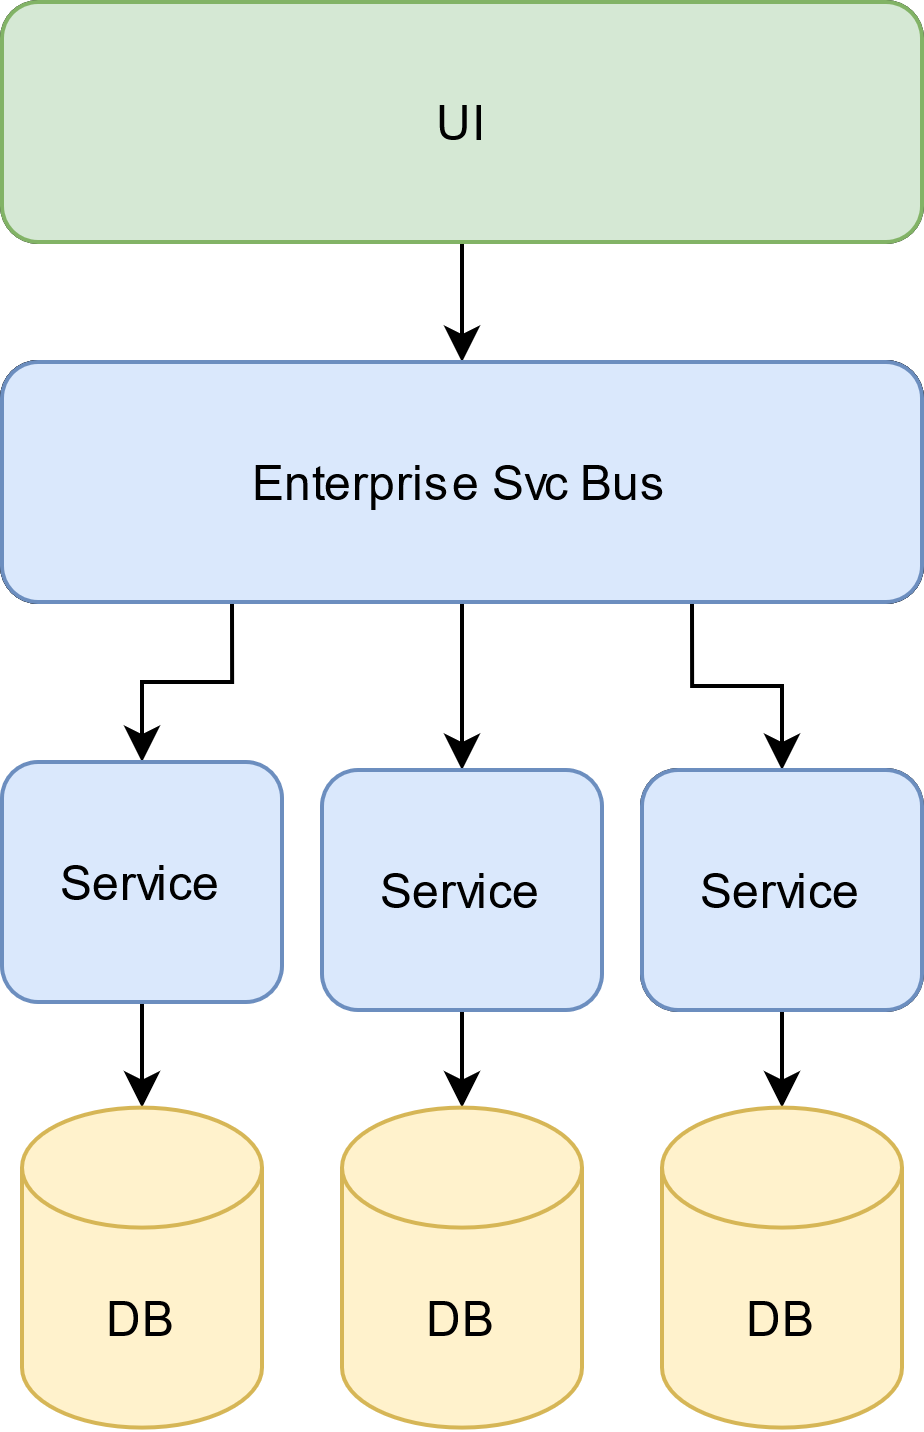 UI
Enterprise Svc Bus
Service
Service
Service
DB
DB
DB